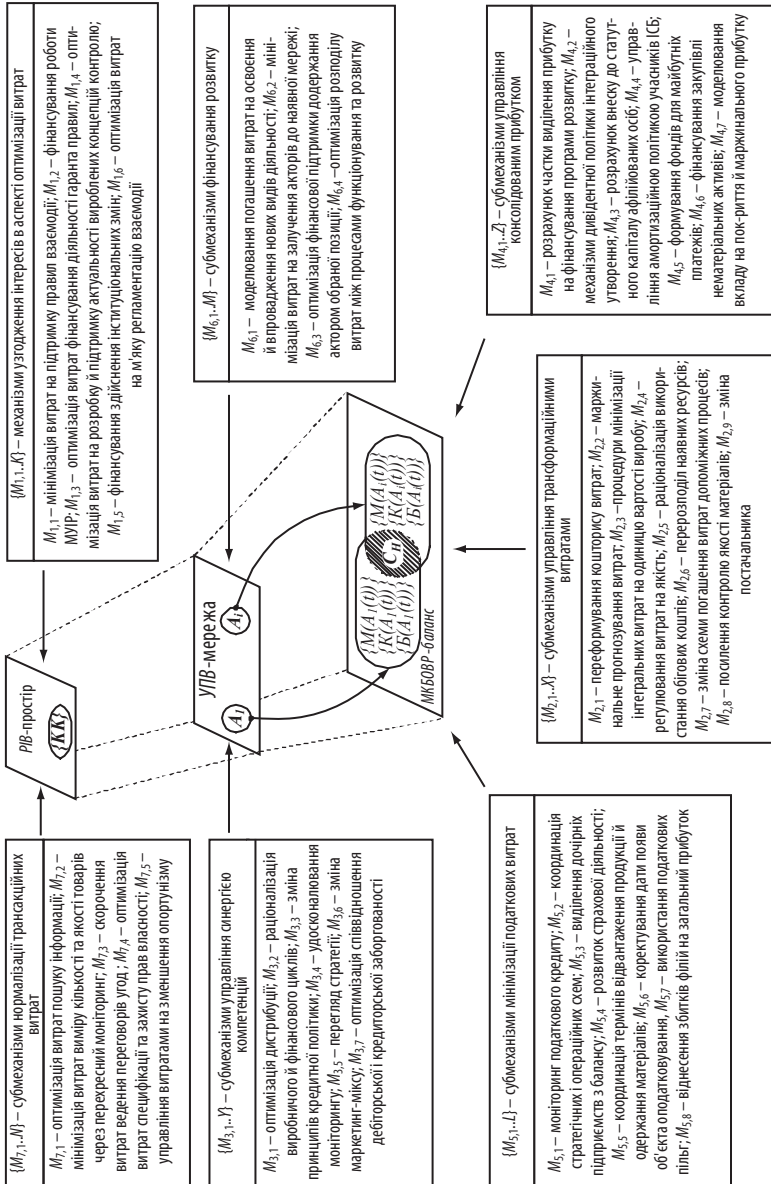 {M7,1..N} – субмеханізми нормалізації трансакційних
витрат
M7,1 – оптимізація витрат пошуку інформації; M7,2 –
мінімізація витрат виміру кількості та якості товарів
через перехресний моніторинг; M7,3 – скорочення
витрат ведення переговорів угод ; M7,4 – оптимізація
витрат специфікації та захисту прав власності; M7,5 –
управління витратами на зменшення опортунізму
{M1,1..K} – механізми узгодження інтересів в аспекті оптимізації витрат
M1,1 – мінімізація витрат на підтримку правил взаємодії; M1,2 – фінансування роботи
МУІР; M1,3 – оптимізація витрат фінансування діяльності гаранта правил; M1,4 – опти-
мізація витрат на розробку й підтримку актуальності вироблених концепцій контролю;
M1,5 – фінансування здійснення інституціональних змін; M1,6 – оптимізація витрат
на м'яку регламентацію взаємодії
РІВ-простір
{КК}
{M3,1..Y} – субмеханізми управління синергією
компетенцій
M3,1 – оптимізація дистрибуції; M3,2 – раціоналізація
виробничого й фінансового циклів; M3,3 – зміна
принципів кредитної політики; M3,4 – удосконалювання
моніторингу; M3,5 – перегляд стратегії; M3,6 – зміна
маркетинг-міксу; M3,7 – оптимізація співвідношення
дебіторської і кредиторської заборгованості
УПВ-мережа
A1
Ai
{M6,1..M} – субмеханізми фінансування розвитку
M6,1 – моделювання погашення витрат на освоєння
й впровадження нових видів діяльності; M6,2 – міні-
мізація витрат на залучення акторів до наявної мережі;
M6,3 – оптимізація фінансової підтримки додержання
актором обраної позиції; M6,4 –оптимізація розподілу
витрат між процесами функціонування та розвитку
{M(A1(t))}
{К(A1(t))}
{Б(A1(t))}
Cн
{M(Ai(t))}
{К(Ai(t))}
{Б(Ai(t))}
МКБОВР-баланс
{M5,1..L} – субмеханізми мінімізації податкових витрат
M5,1 – моніторинг податкового кредиту; M5,2 – координація
стратегічних і операційних схем; M5,3 – виділення дочірніх
підприємств з балансу; M5,4 – розвиток страхової діяльності;
M5,5 – координація термінів відвантаження продукції й
одержання матеріалів; M5,6 – коректування дати появи
об'єкта оподатковування, M5,7 – використання податкових
пільг; M5,8 – віднесення збитків філій на загальний прибуток
{M2,1..X} – субмеханізми управління трансформаційними
витратами
M2,1 – переформування кошторису витрат; M2,2 – маржи-
нальне прогнозування витрат; M2,3 –процедури мінімізації
інтегральних витрат на одиницю вартості виробу; M2,4 –
регулювання витрат на якість; M2,5 – раціоналізація викори-
стання обігових коштів; M2,6 – перерозподіл наявних ресурсів;
M2,7 – зміна схеми погашення витрат допоміжних процесів;
M2,8 – посилення контролю якості матеріалів; M2,9 – зміна
постачальника
{M4,1..Z} – субмеханізми управління
консолідованим прибутком
M4,1 – розрахунок частки виділення прибутку
на фінансування програми розвитку; M4,2 –
механізми дивідентної політики інтеграційного
утворення; M4,3 – розрахунок внеску до статут-
ного капіталу афілійованих осіб; M4,4 – управ-
ління амортизаційною політикою учасників ІСБ;
M4,5 – формування фондів для майбутніх
платежів; M4,6 – фінансування закупівлі
нематеріальних активів; M4,7 – моделювання
вкладу на пок-риття й маржинального прибутку